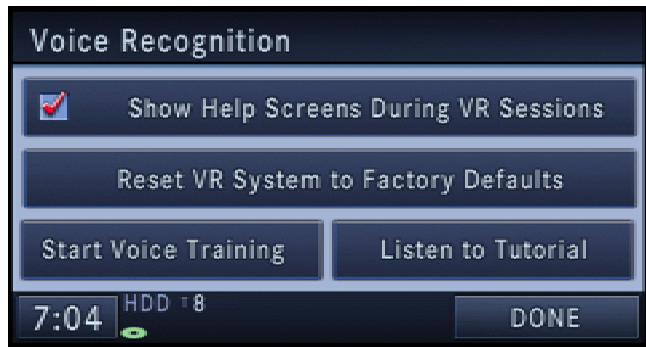 Voice Recognition
Show Help Screens During VR Sessions
Reset VR System to Factory Defaults
Start Voice Training
Listen to Tutorial
7:04
HDD 8
DONE